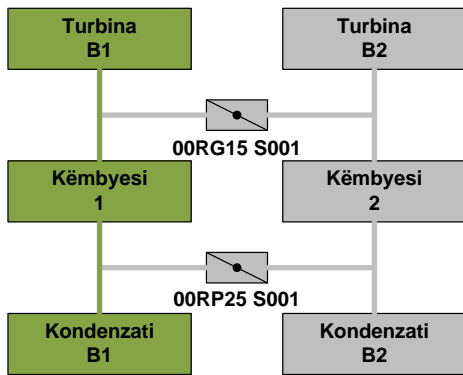 Turbina
B1
Turbina
B2
00RG15 S001
Këmbyesi
1
Këmbyesi
2
00RP25 S001
Kondenzati
B1
Kondenzati
B2